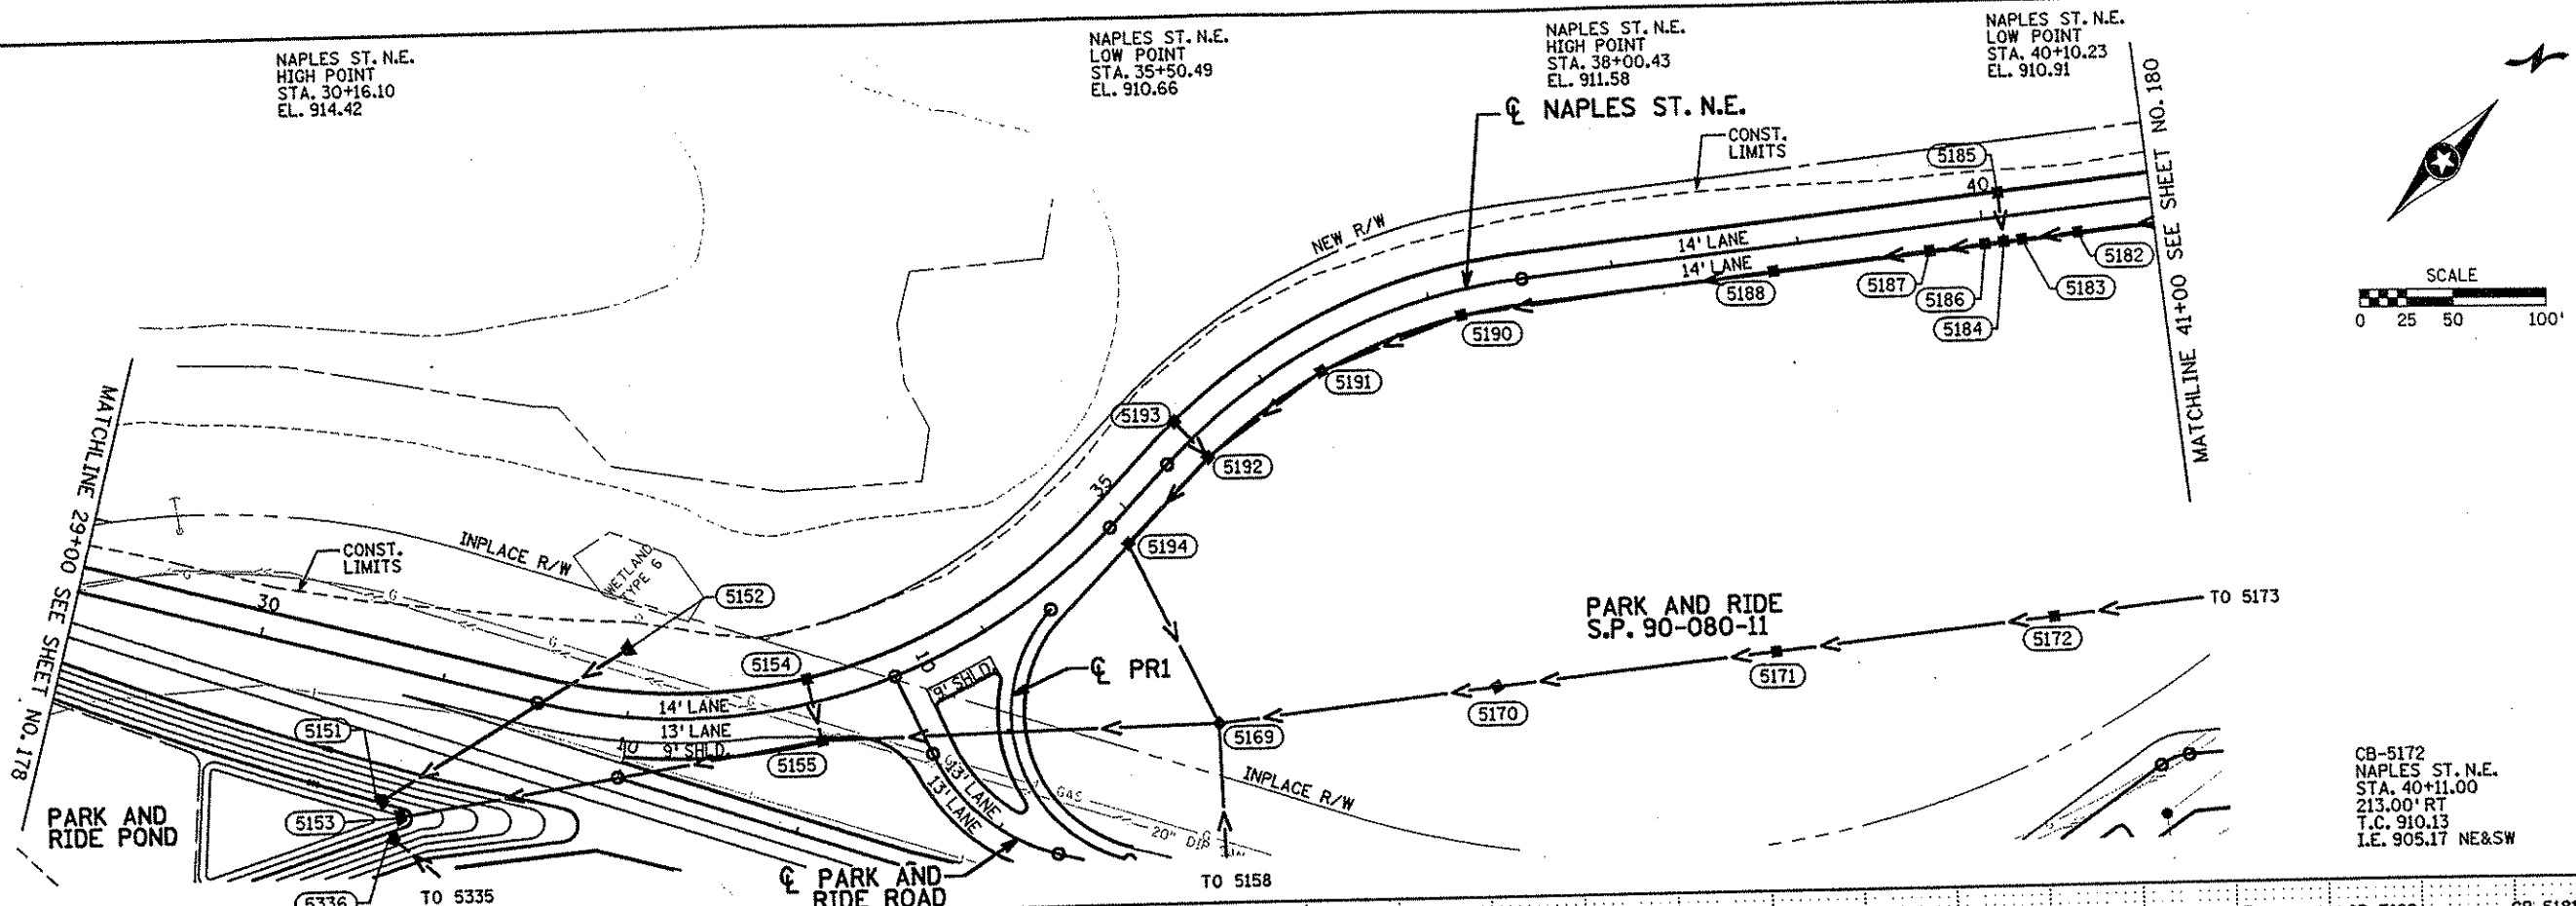 NAPLES ST. N.E.
HIGH POINT
STA. 30+16.10
EL. 914.42
NAPLES ST. N.E.
LOW POINT
STA. 35+50.49
EL. 910.66
NAPLES ST. N.E.
HIGH POINT
STA. 38+00.43
EL. 911.58
NAPLES ST. N.E.
LOW POINT
STA. 40+10.23
EL. 910.91
℄ NAPLES ST. N.E.
CONST.
LIMITS
MATCHLINE 41+00 SEE SHEET NO. 180
5185
40
NEW R/W
14' LANE
14' LANE
5182
5183
5184
5186
5187
5188
5190
5191
SCALE
0 25 50 100'
5193
5192
35
5194
MATCHLINE 29+00 SEE SHEET NO. 178
INPLACE R/W
CONST.
LIMITS
WETLAND
TYPE 6
30
G
G
G
5152
5154
14' LANE
13' LANE
10
9' SHLD.
5155
10
9' SHLD.
℄ PR1
13' LANE
13' LANE
PARK AND RIDE
S.P. 90-080-11
TO 5173
5172
5171
5170
5169
INPLACE R/W
GAS
20" DIP
G
W
5151
5153
PARK AND
RIDE POND
5336
TO 5335
℄ PARK AND
RIDE ROAD
TO 5158
CB-5172
NAPLES ST. N.E.
STA. 40+11.00
213.00' RT
T.C. 910.13
I.E. 905.17 NE&SW